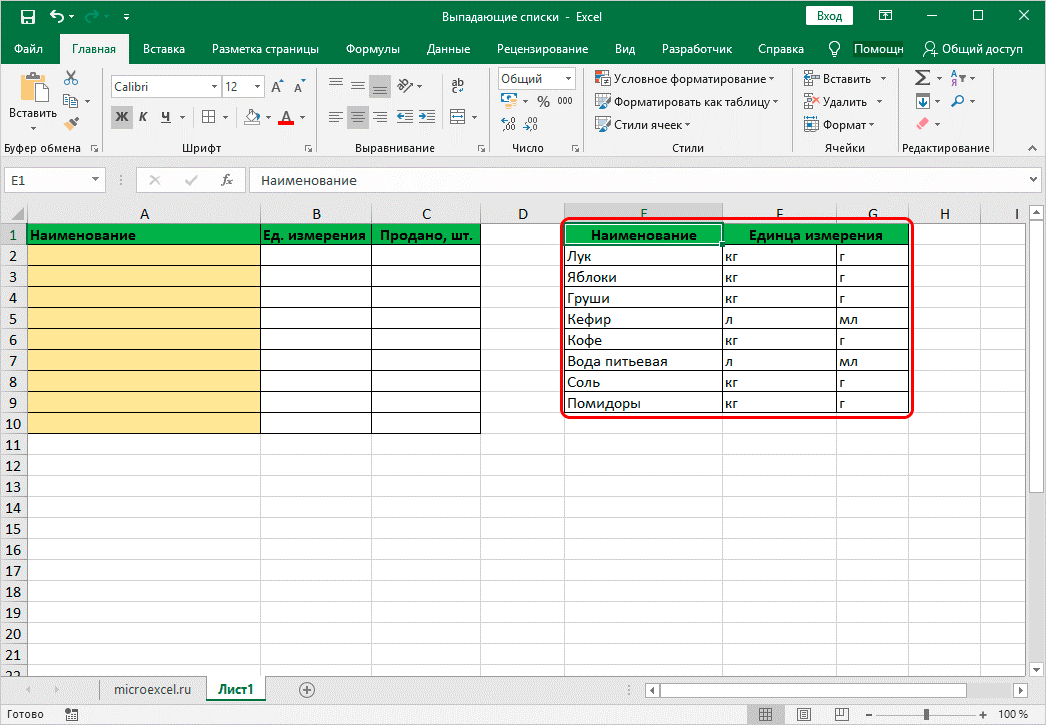 Выпадающие списки - Excel
Вход
Файл Главная Вставка Разметка страницы Формулы Данные Рецензирование Вид Разработчик Справка Помощн Общий доступ
Вставить
Буфер обмена
Calibri 12
Ж К Ч
Шрифт
ab
Выравнивание
Общий
% 000
Число
Условное форматирование
Форматировать как таблицу
Стили ячеек
Стили
Вставить
Удалить
Формат
Ячейки
Редактирование
E1 fx Наименование
A B C D E F G H I
1 Наименование Ед. измерения Продано, шт. Наименование Единца измерения
2 Лук кг г
3 Яблоки кг г
4 Груши кг г
5 Кефир л мл
6 Кофе кг г
7 Вода питьевая л мл
8 Соль кг г
9 Помидоры кг г
10
11
12
13
14
15
16
17
18
19
20
21
22
microexcel.ru Лист1
Готово 100 %